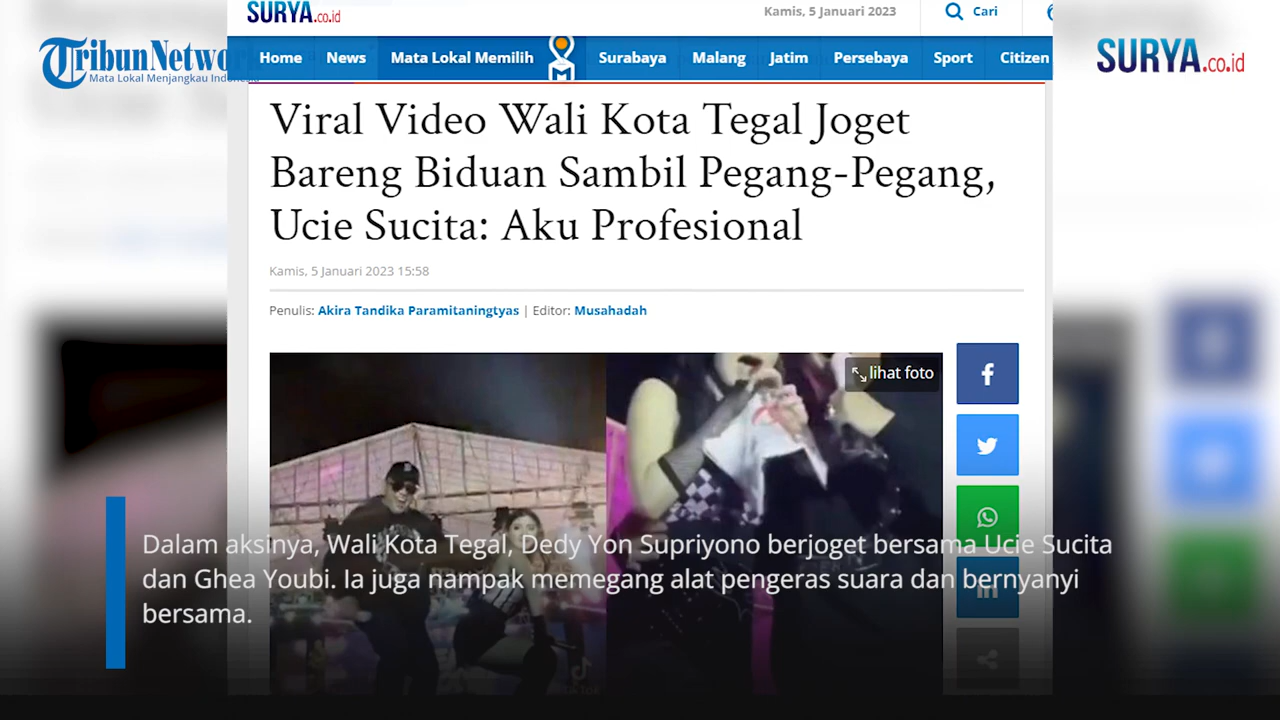 SURYA.co.id
Kamis, 5 Januari 2023
Cari
Tribun Network
Mata Lokal Menjangkau Indonesia
SURYA.co.id
Home News Mata Lokal Memilih M Surabaya Malang Jatim Persebaya Sport Citizen
Viral Video Wali Kota Tegal Joget
Bareng Biduan Sambil Pegang-Pegang,
Ucie Sucita: Aku Profesional
Kamis, 5 Januari 2023 15:58
Penulis: Akira Tandika Paramitaningtyas | Editor: Musahadah
lihat foto
f
Dalam aksinya, Wali Kota Tegal, Dedy Yon Supriyono berjoget bersama Ucie Sucita
dan Ghea Youbi. Ia juga nampak memegang alat pengeras suara dan bernyanyi
bersama.
in